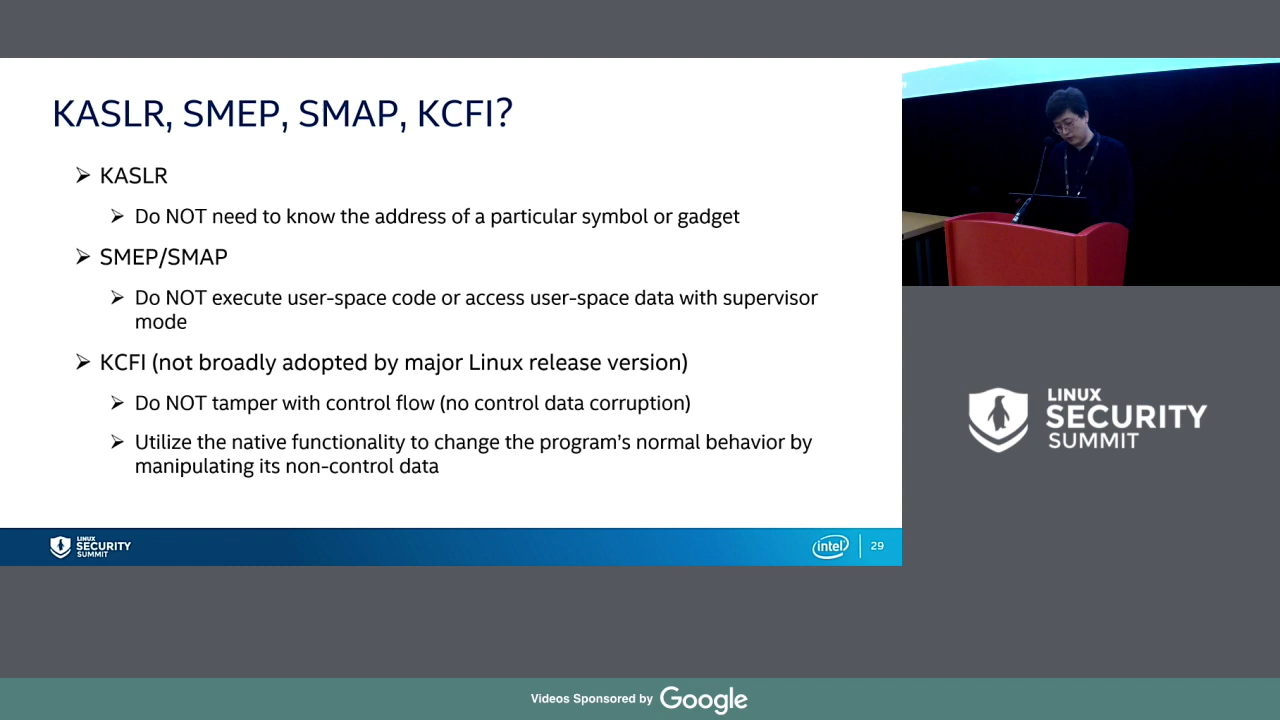 KASLR, SMEP, SMAP, KCFI?
KASLR
Do NOT need to know the address of a particular symbol or gadget
SMEP/SMAP
Do NOT execute user-space code or access user-space data with supervisor
mode
KCFI (not broadly adopted by major Linux release version)
Do NOT tamper with control flow (no control data corruption)
Utilize the native functionality to change the program's normal behavior by
manipulating its non-control data
LINUX
SECURITY
SUMMIT
intel
29
LINUX
SECURITY
SUMMIT
Videos Sponsored by Google